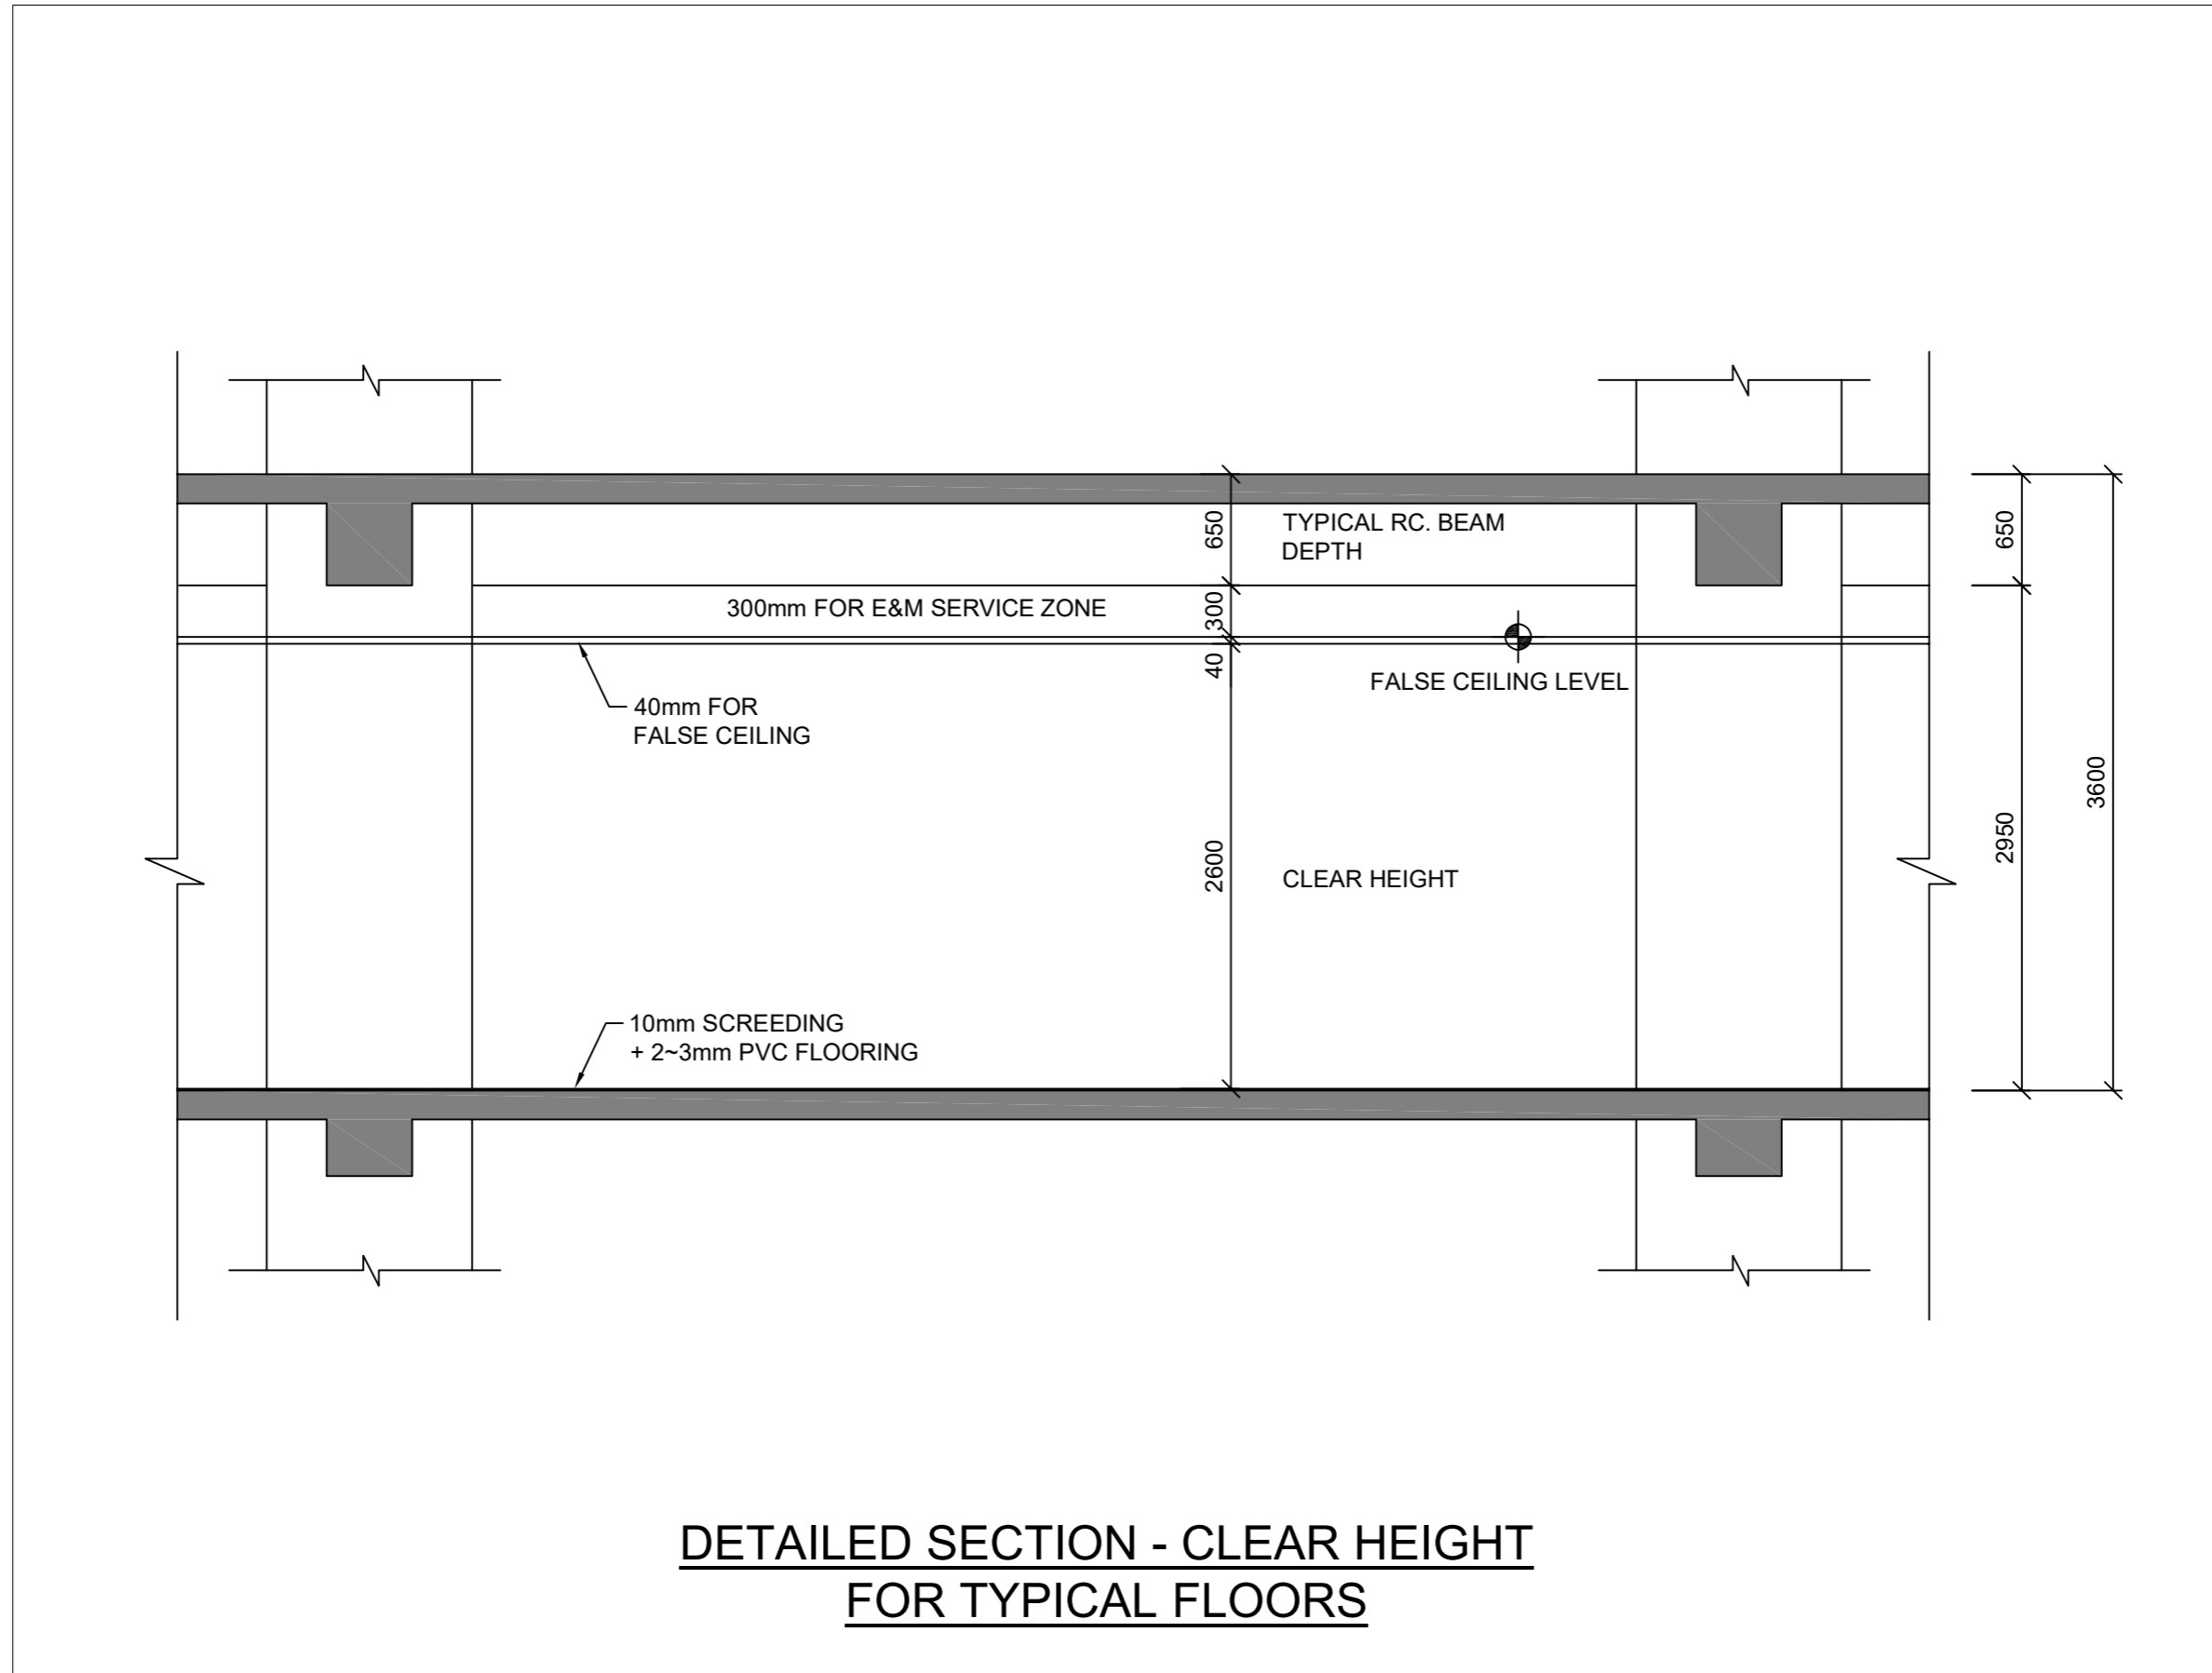 650
TYPICAL RC. BEAM
DEPTH
650
300mm FOR E&M SERVICE ZONE
300
40
FALSE CEILING LEVEL
40mm FOR
FALSE CEILING
3600
2950
2600
CLEAR HEIGHT
10mm SCREEDING
+ 2~3mm PVC FLOORING
DETAILED SECTION - CLEAR HEIGHT
FOR TYPICAL FLOORS